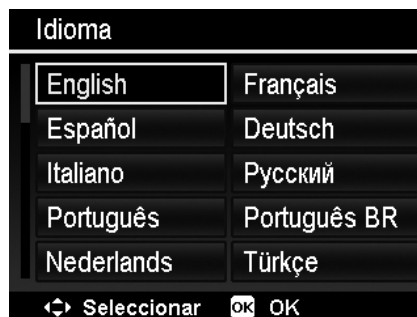 Idioma
English Français
Español Deutsch
Italiano Русский
Português Português BR
Nederlands Türkçe
Seleccionar OK OK